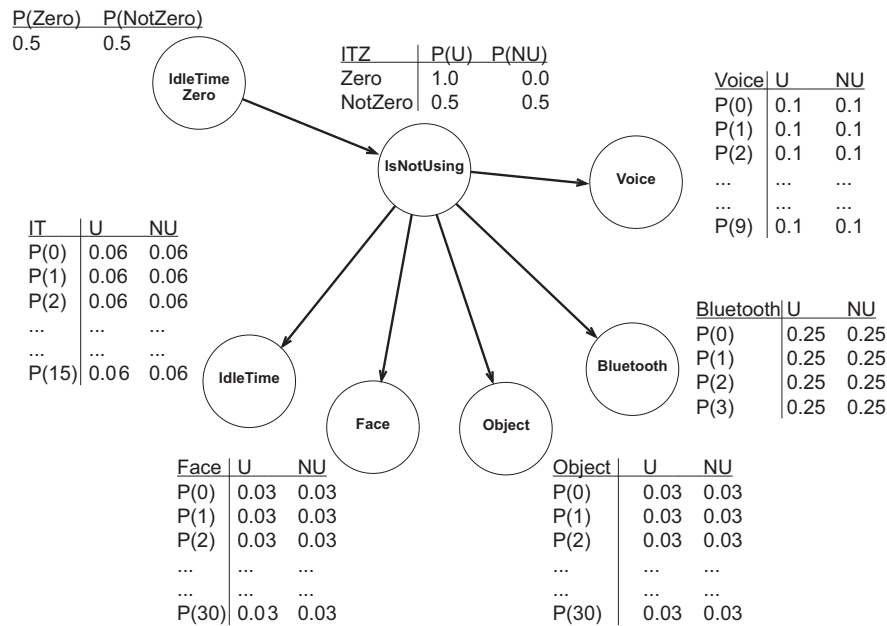 P(Zero) P(NotZero)
0.5 0.5
IdleTime
Zero
ITZ P(U) P(NU)
Zero 1.0 0.0
NotZero 0.5 0.5
IsNotUsing
Voice
Voice U NU
P(0) 0.1 0.1
P(1) 0.1 0.1
P(2) 0.1 0.1
... ... ...
... ... ...
P(9) 0.1 0.1
IT U NU
P(0) 0.06 0.06
P(1) 0.06 0.06
P(2) 0.06 0.06
... ... ...
... ... ...
P(15) 0.06 0.06
IdleTime
Face
Object
Bluetooth
Bluetooth U NU
P(0) 0.25 0.25
P(1) 0.25 0.25
P(2) 0.25 0.25
P(3) 0.25 0.25
Face U NU
P(0) 0.03 0.03
P(1) 0.03 0.03
P(2) 0.03 0.03
... ... ...
... ... ...
P(30) 0.03 0.03
Object U NU
P(0) 0.03 0.03
P(1) 0.03 0.03
P(2) 0.03 0.03
... ... ...
... ... ...
P(30) 0.03 0.03